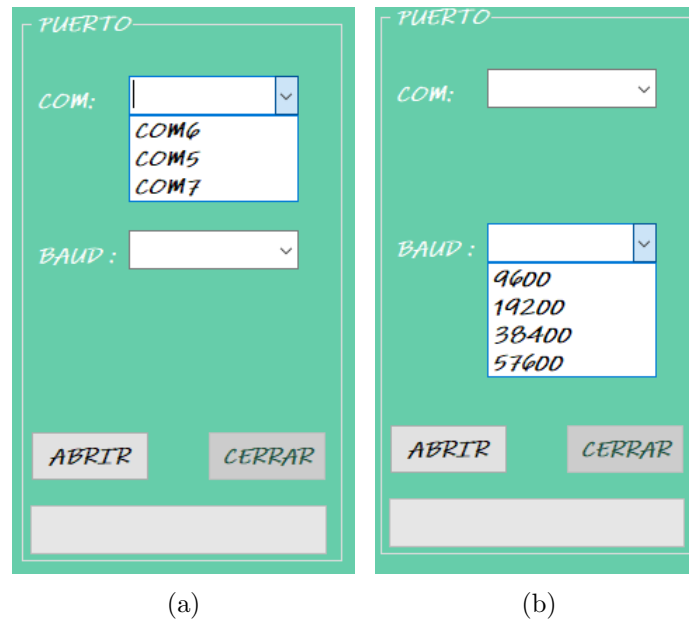 PUERTO
COM:
COM6
COM5
COM7
BAUD :
ABRIR CERRAR
(a)
PUERTO
COM:
BAUD :
9600
19200
38400
57600
ABRIR CERRAR
(b)